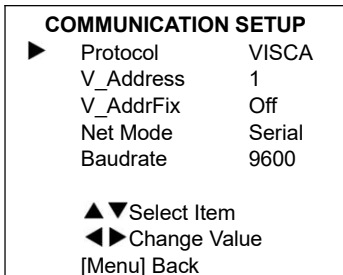 COMMUNICATION SETUP
▶ Protocol VISCA
V_Address 1
V_AddrFix Off
Net Mode Serial
Baudrate 9600
▲▼Select Item
◀▶Change Value
[Menu] Back